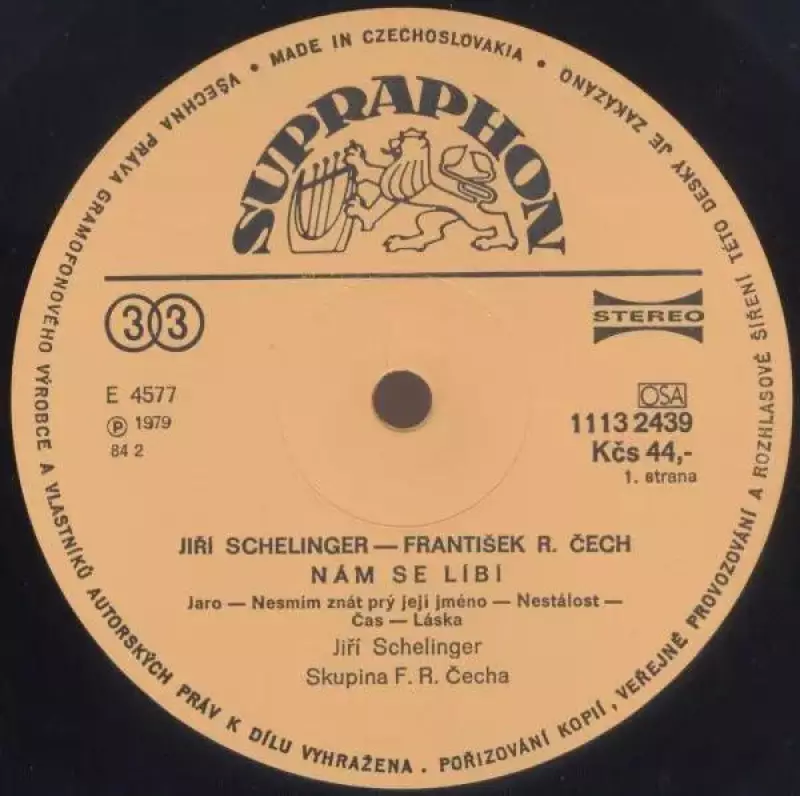 VŠECHNA PRÁVA GRAMOFONOVÉHO VÝROBCE A VLASTNÍKŮ AUTORSKÝCH PRÁV K DÍLU VYHRAŽENA. POŘIZOVÁNÍ KOPIÍ, VEŘEJNÉ PROVOZOVÁNÍ A ROZHLASOVÉ ŠÍŘENÍ TÉTO DESKY JE ZAKÁZÁNO
• MADE IN CZECHOSLOVAKIA •
SUPRAPHON
33
STEREO
E 4577
℗ 1979
84 2
OSA
1113 2439
Kčs 44,-
1. strana
JIŘÍ SCHELINGER — FRANTIŠEK R. ČECH
NÁM SE LÍBÍ
Jaro — Nesmím znát prý její jméno — Nestálost —
Čas — Láska
Jiří Schelinger
Skupina F. R. Čecha